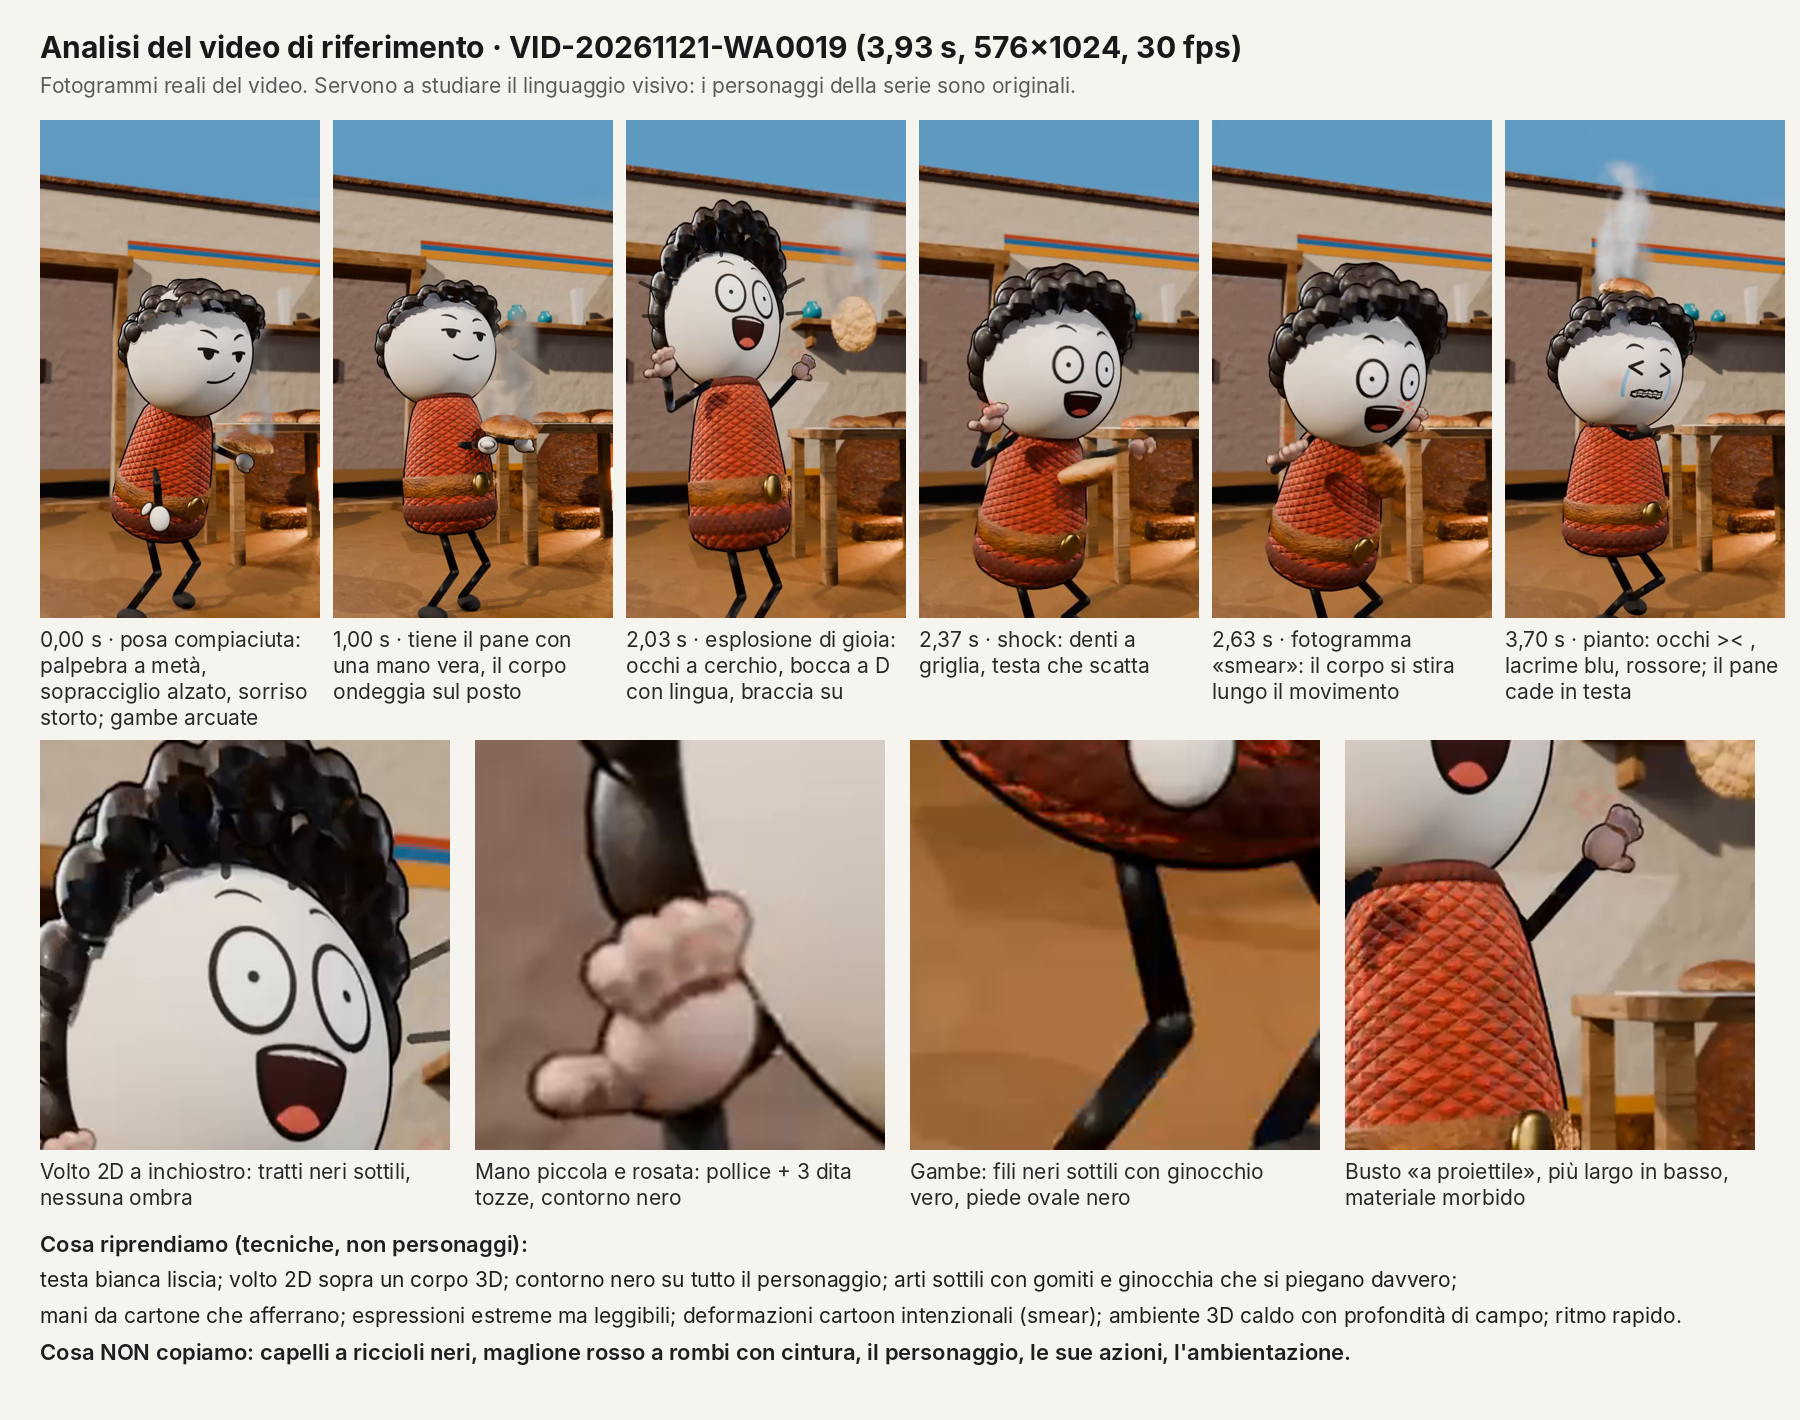 Analisi del video di riferimento · VID-20261121-WA0019 (3,93 s, 576×1024, 30 fps)
Fotogrammi reali del video. Servono a studiare il linguaggio visivo: i personaggi della serie sono originali.
0,00 s · posa compiaciuta:
palpebra a metà,
sopracciglio alzato, sorriso
storto; gambe arcuate
1,00 s · tiene il pane con
una mano vera, il corpo
ondeggia sul posto
2,03 s · esplosione di gioia:
occhi a cerchio, bocca a D
con lingua, braccia su
2,37 s · shock: denti a
griglia, testa che scatta
2,63 s · fotogramma
«smear»: il corpo si stira
lungo il movimento
3,70 s · pianto: occhi >< ,
lacrime blu, rossore; il pane
cade in testa
Volto 2D a inchiostro: tratti neri sottili,
nessuna ombra
Mano piccola e rosata: pollice + 3 dita
tozze, contorno nero
Gambe: fili neri sottili con ginocchio
vero, piede ovale nero
Busto «a proiettile», più largo in basso,
materiale morbido
Cosa riprendiamo (tecniche, non personaggi):
testa bianca liscia; volto 2D sopra un corpo 3D; contorno nero su tutto il personaggio; arti sottili con gomiti e ginocchia che si piegano davvero;
mani da cartone che afferrano; espressioni estreme ma leggibili; deformazioni cartoon intenzionali (smear); ambiente 3D caldo con profondità di campo; ritmo rapido.
Cosa NON copiamo: capelli a riccioli neri, maglione rosso a rombi con cintura, il personaggio, le sue azioni, l'ambientazione.